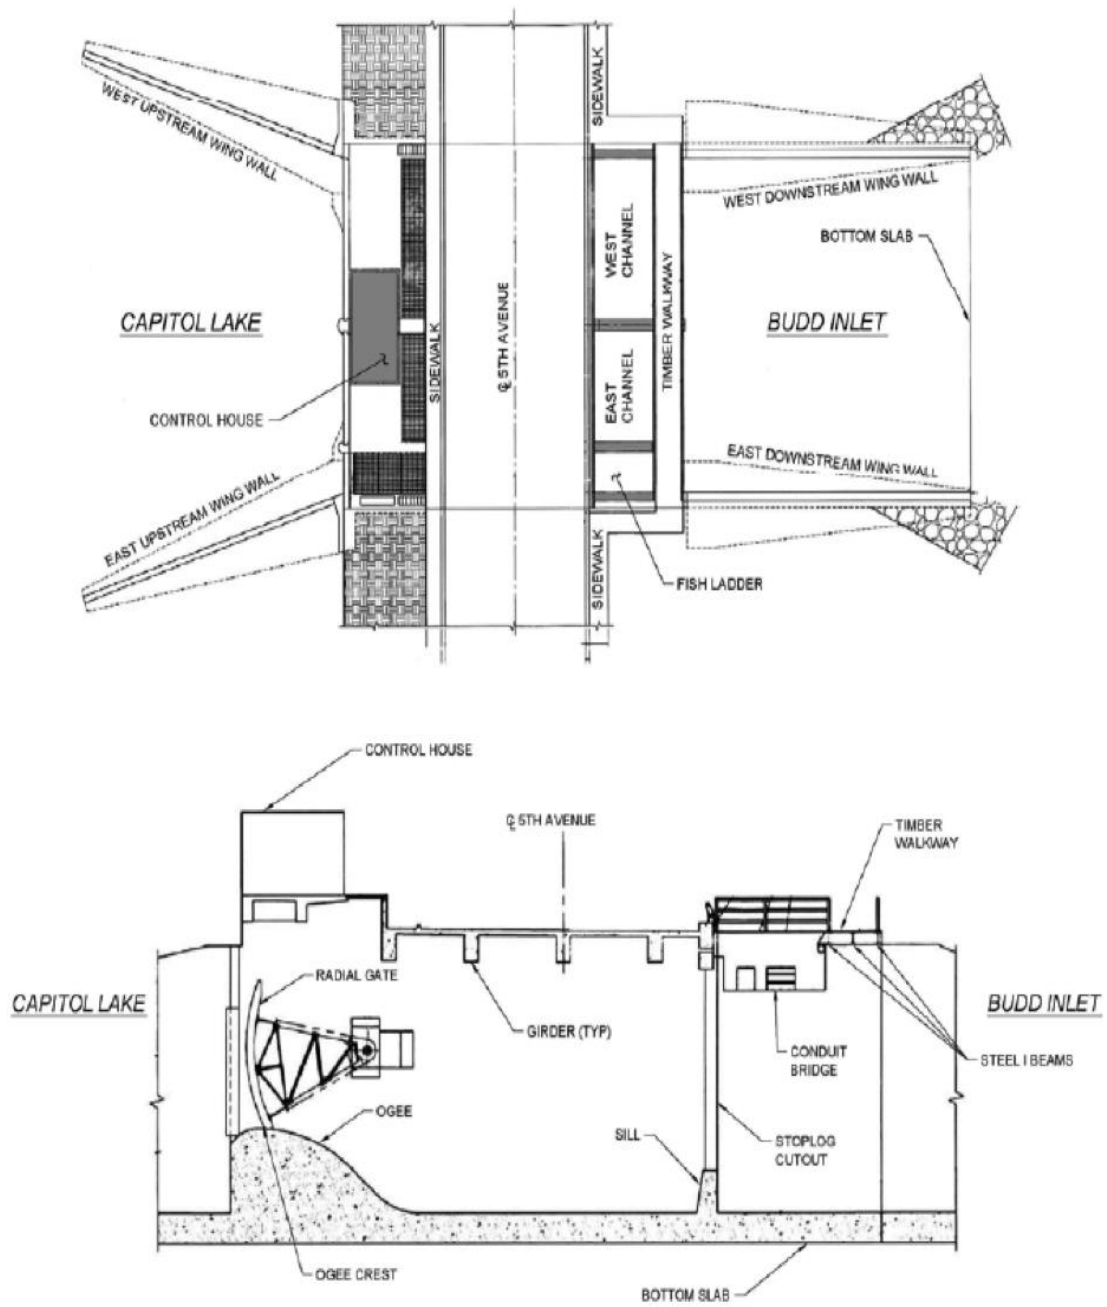 WEST UPSTREAM WING WALL
SIDEWALK
WEST DOWNSTREAM WING WALL
BOTTOM SLAB
WEST
CHANNEL
TIMBER WALKWAY
CAPITOL LAKE
SIDEWALK
℄ 5TH AVENUE
BUDD INLET
EAST
CHANNEL
CONTROL HOUSE
EAST DOWNSTREAM WING WALL
EAST UPSTREAM WING WALL
SIDEWALK
FISH LADDER
CONTROL HOUSE
℄ 5TH AVENUE
TIMBER
WALKWAY
RADIAL GATE
CAPITOL LAKE
BUDD INLET
GIRDER (TYP)
CONDUIT
BRIDGE
STEEL I BEAMS
OGEE
SILL
STOPLOG
CUTOUT
OGEE CREST
BOTTOM SLAB